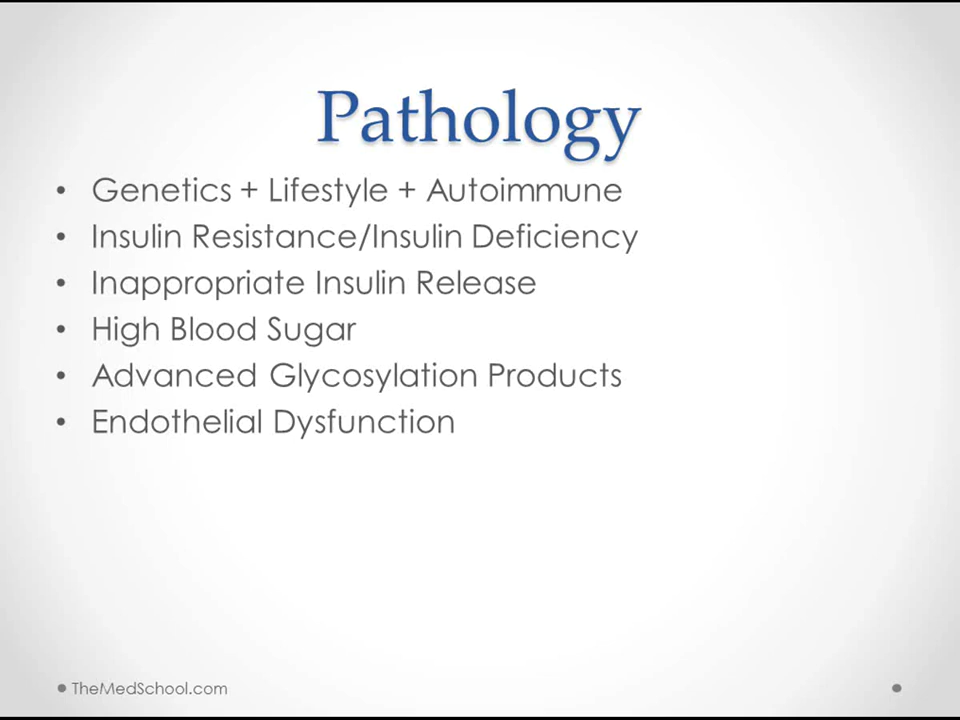 Pathology
• Genetics + Lifestyle + Autoimmune
• Insulin Resistance/Insulin Deficiency
• Inappropriate Insulin Release
• High Blood Sugar
• Advanced Glycosylation Products
• Endothelial Dysfunction
TheMedSchool.com